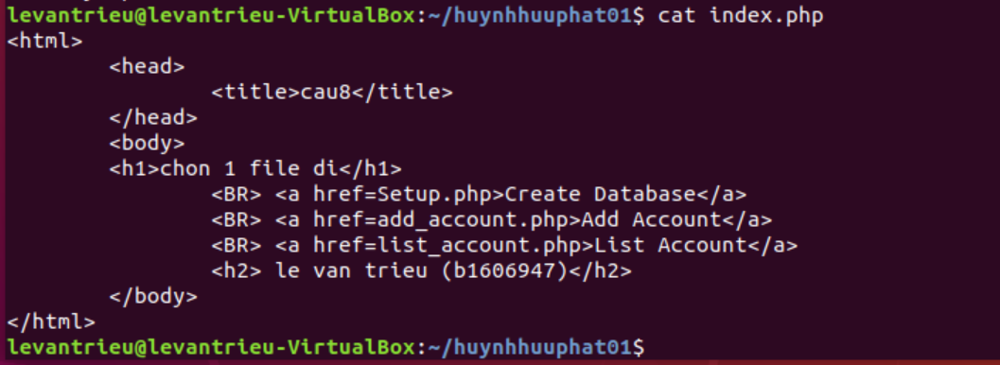 levantrieu@levantrieu-VirtualBox:~/huynhhuuphat01$ cat index.php
<html>
        <head>
                <title>cau8</title>
        </head>
        <body>
        <h1>chon 1 file di</h1>
                <BR> <a href=Setup.php>Create Database</a>
                <BR> <a href=add_account.php>Add Account</a>
                <BR> <a href=list_account.php>List Account</a>
                <h2> le van trieu (b1606947)</h2>
        </body>
</html>
levantrieu@levantrieu-VirtualBox:~/huynhhuuphat01$